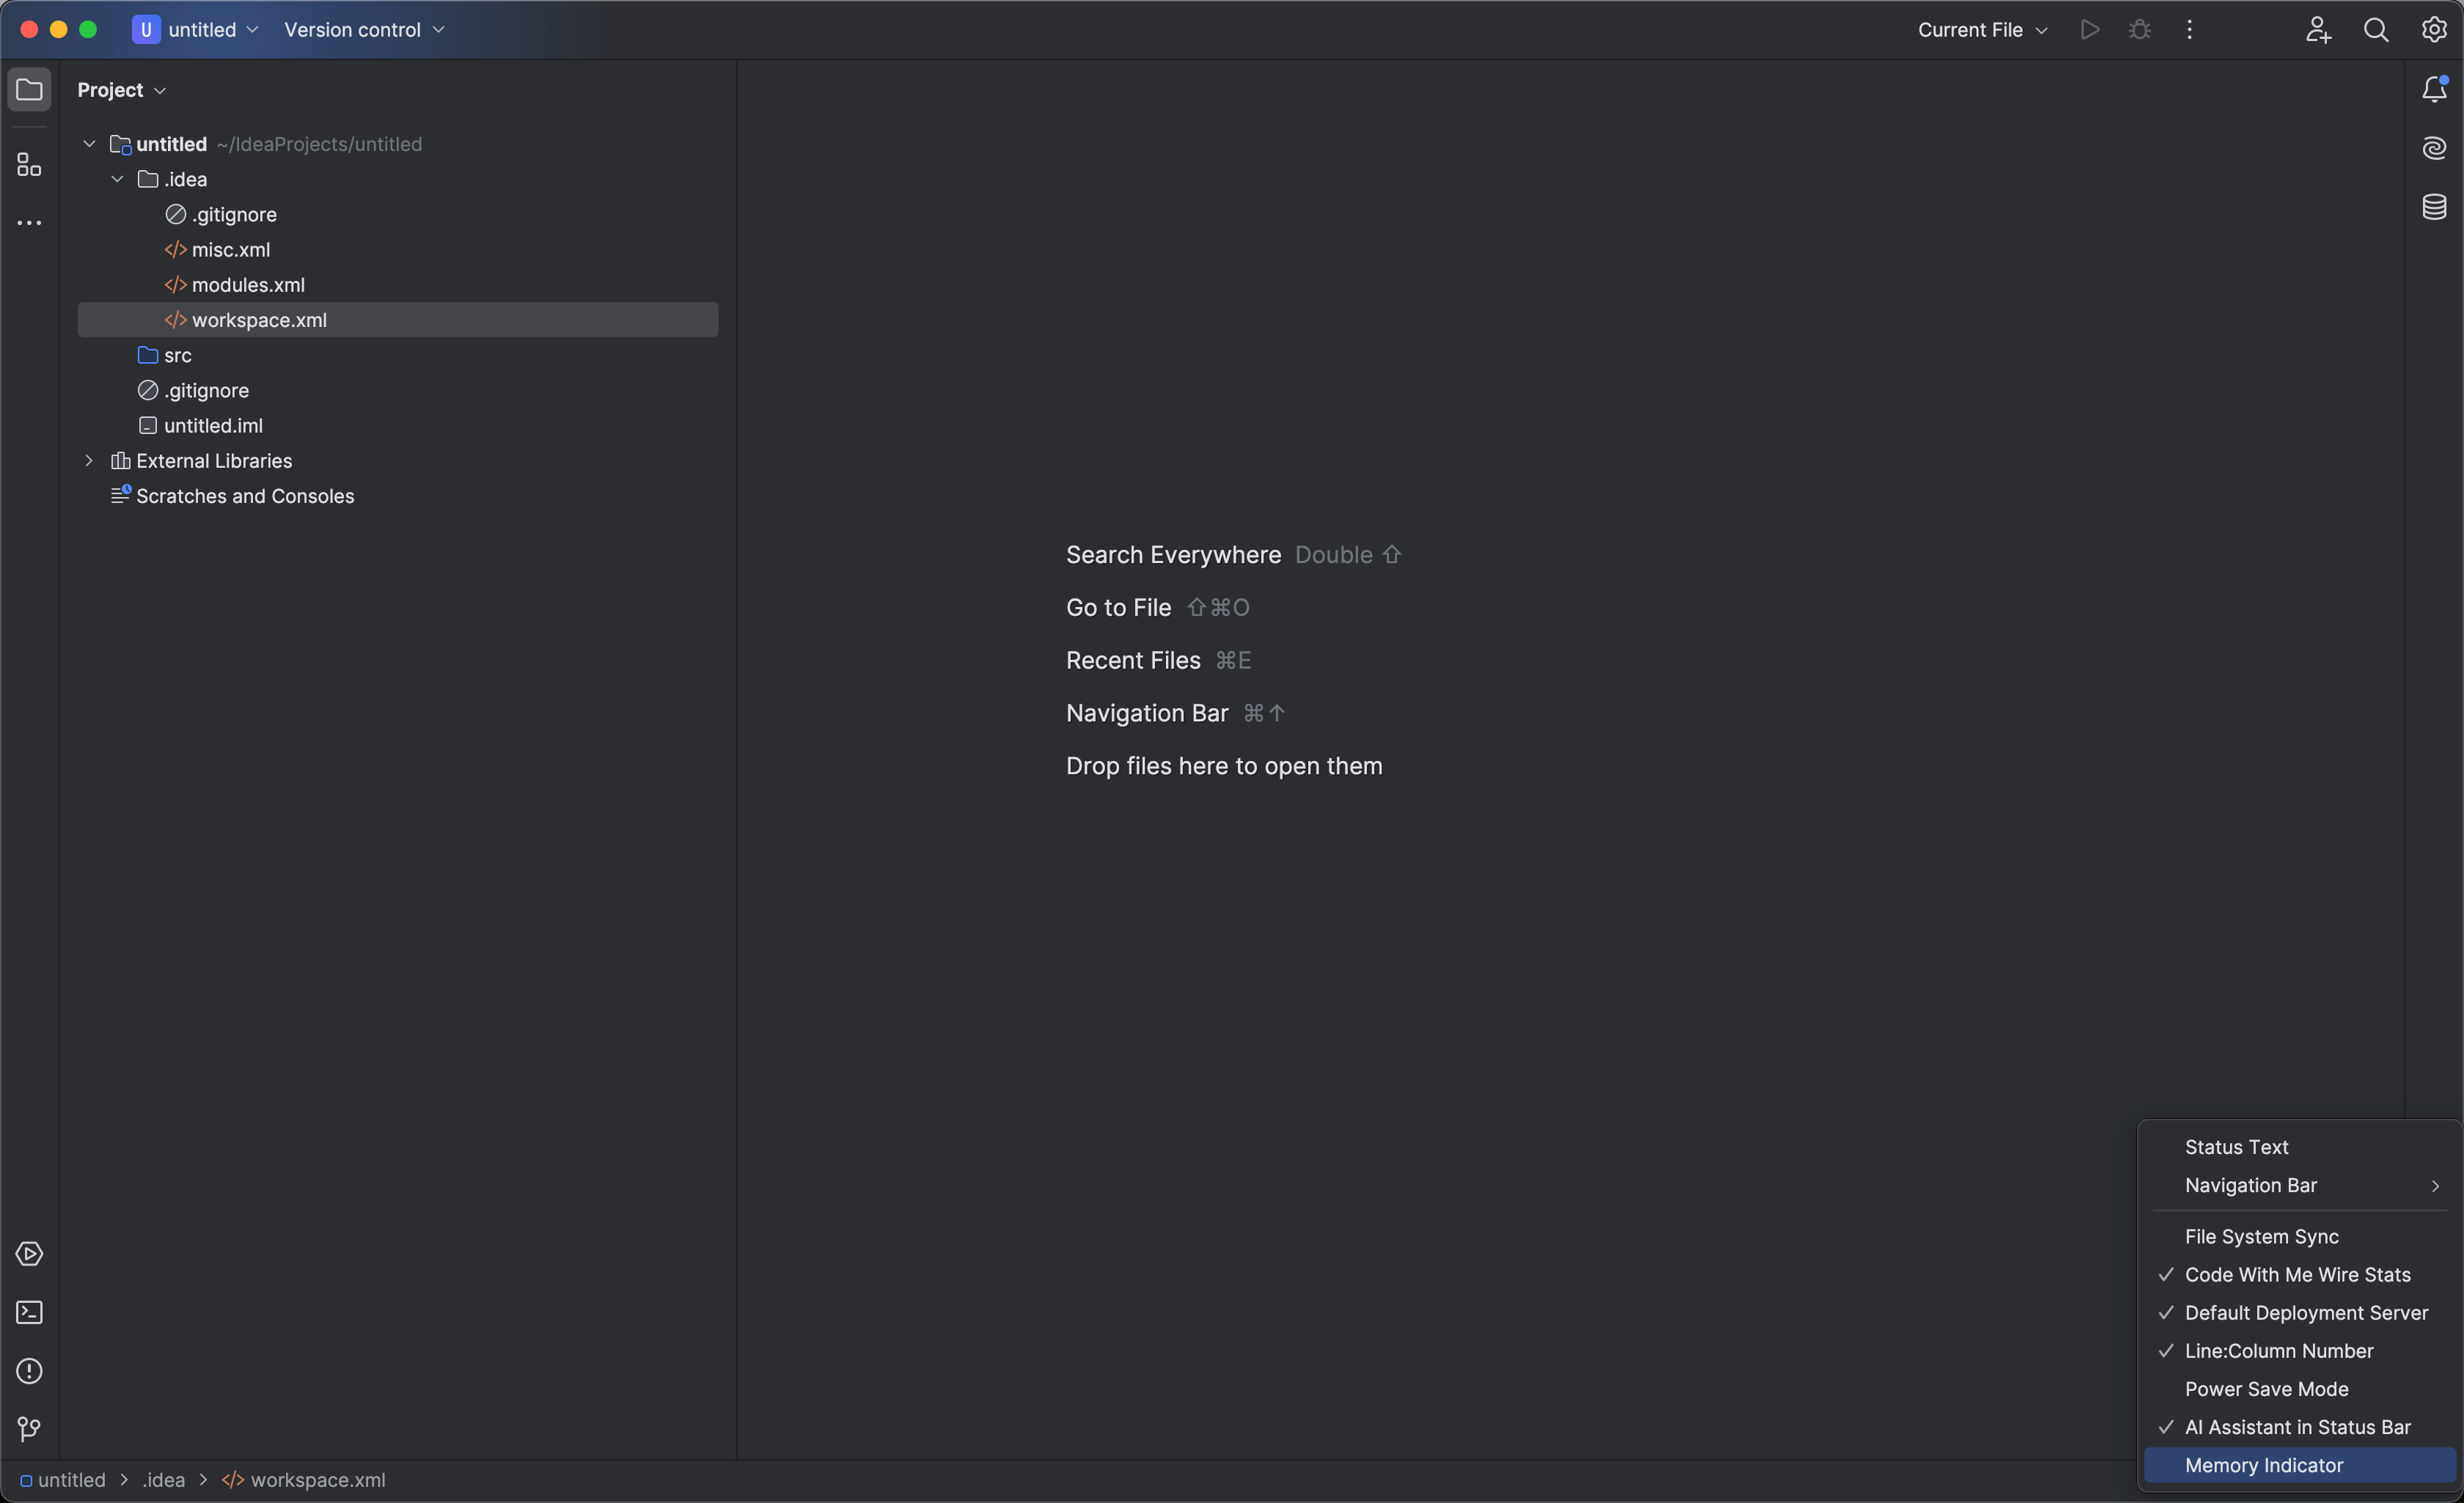 U untitled Version control Current File
Project
untitled ~/IdeaProjects/untitled
.idea
.gitignore
misc.xml
modules.xml
workspace.xml
src
.gitignore
untitled.iml
External Libraries
Scratches and Consoles
Search Everywhere Double ⇧
Go to File ⇧⌘O
Recent Files ⌘E
Navigation Bar ⌘↑
Drop files here to open them
Status Text
Navigation Bar
File System Sync
Code With Me Wire Stats
Default Deployment Server
Line:Column Number
Power Save Mode
AI Assistant in Status Bar
Memory Indicator
untitled > .idea > workspace.xml